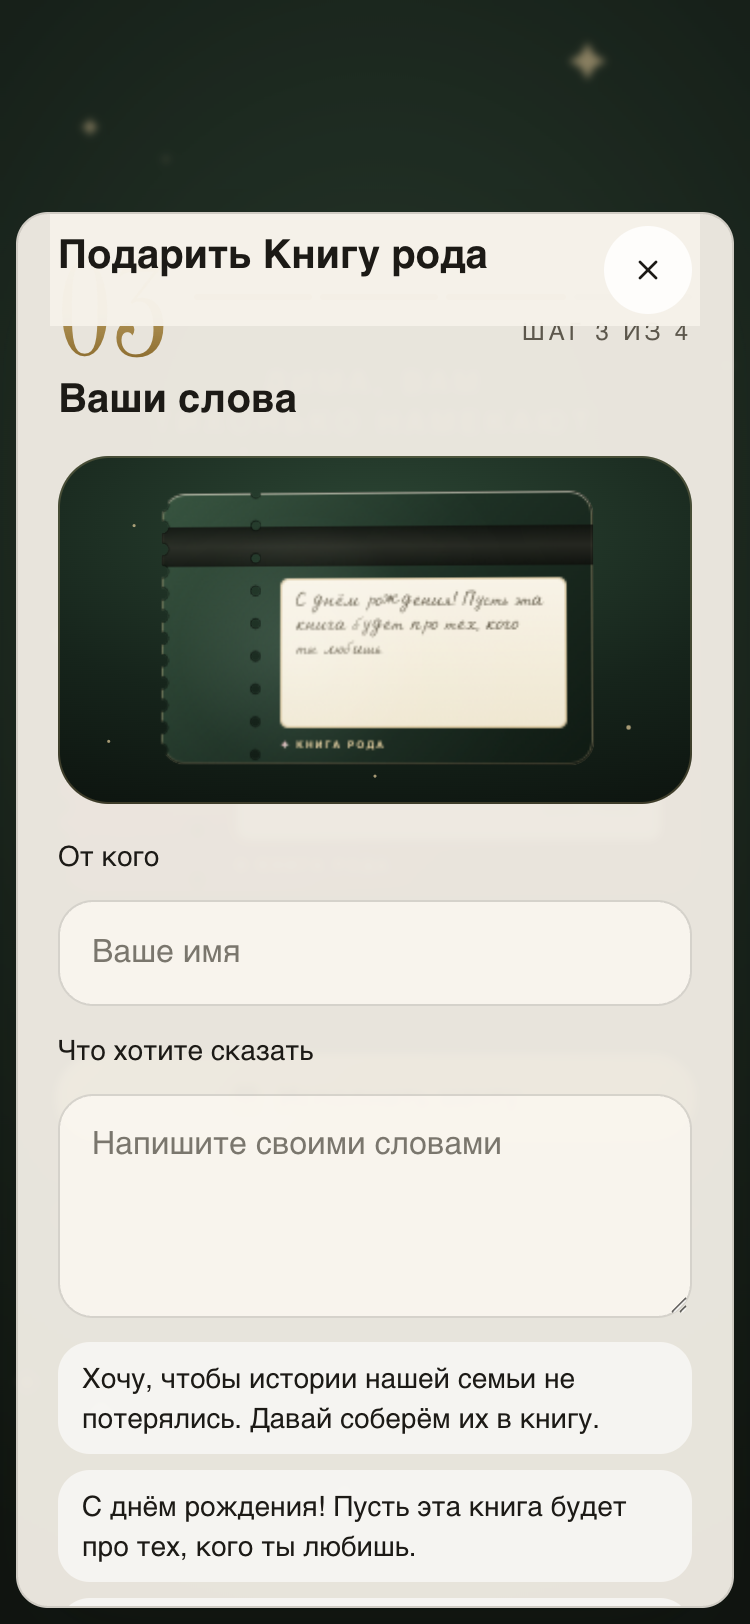 Подарить Книгу рода
03
ШАГ 3 ИЗ 4
Ваши слова
С днём рождения! Пусть эта
книга будет про тех, кого
ты любишь
✦ КНИГА РОДА
От кого
Ваше имя
Что хотите сказать
Напишите своими словами
Хочу, чтобы истории нашей семьи не
потерялись. Давай соберём их в книгу.
С днём рождения! Пусть эта книга будет
про тех, кого ты любишь.